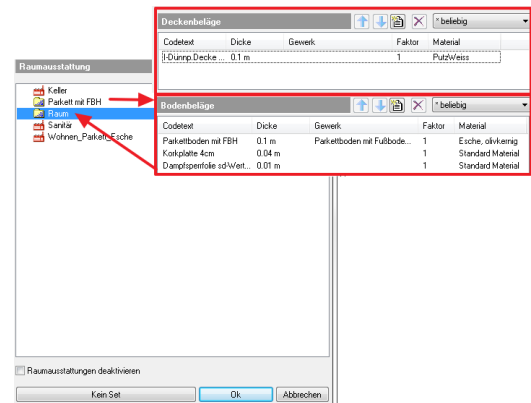 Deckenbeläge
* beliebig
Codetext Dicke Gewerk Faktor Material
I-Dünnp.Decke ... 0.1 m 1 PutzWeiss
Raumausstattung
Keller
Parkett mit FBH
Raum
Sanitär
Wohnen_Parkett_Esche
Bodenbeläge
* beliebig
Codetext Dicke Gewerk Faktor Material
Parkettboden mit FBH 0.1 m Parkettboden mit Fußbode... 1 Esche, olivkernig
Korkplatte 4cm 0.04 m 1 Standard Material
Dampfsperrfolie sd-Wert... 0.01 m 1 Standard Material
Raumausstattungen deaktivieren
Kein Set Ok Abbrechen